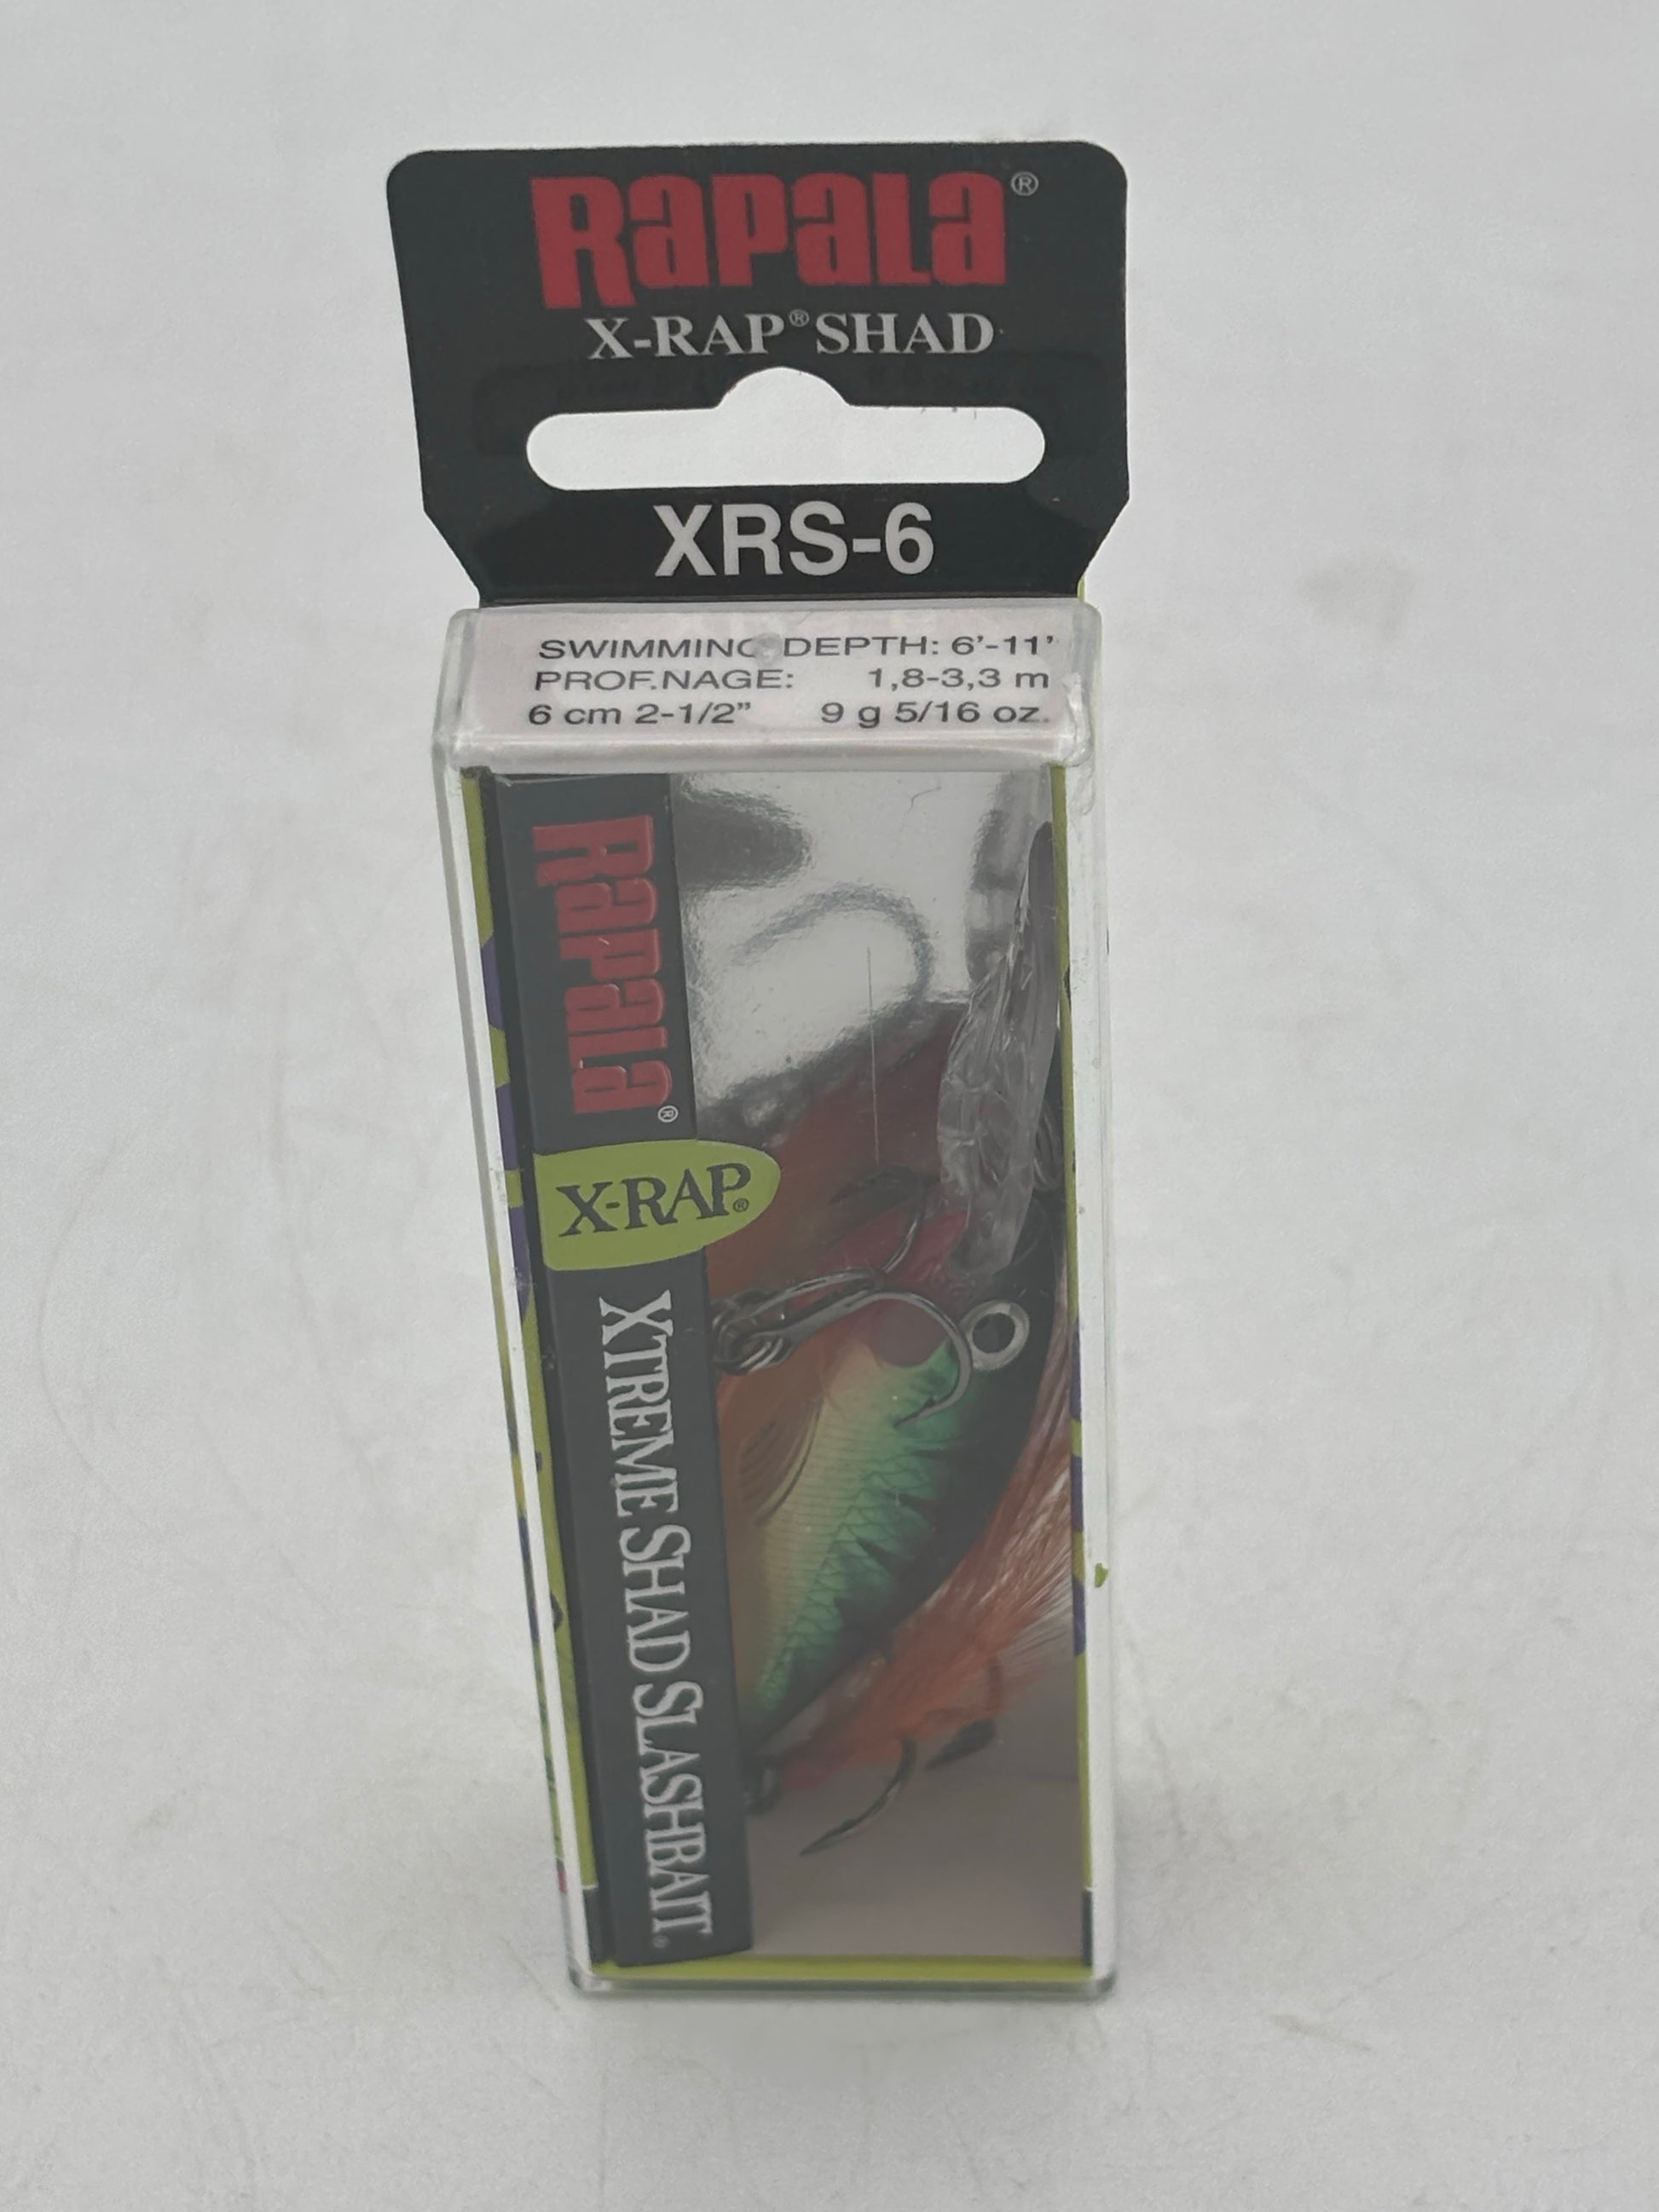 RAPALA®
X-RAP® SHAD
XRS-6
SWIMMING DEPTH: 6'-11'
PROF.NAGE: 1,8-3,3 m
6 cm 2-1/2" 9 g 5/16 oz.
RAPALA®
X-RAP®
XTREME SHAD SLASHBAIT®